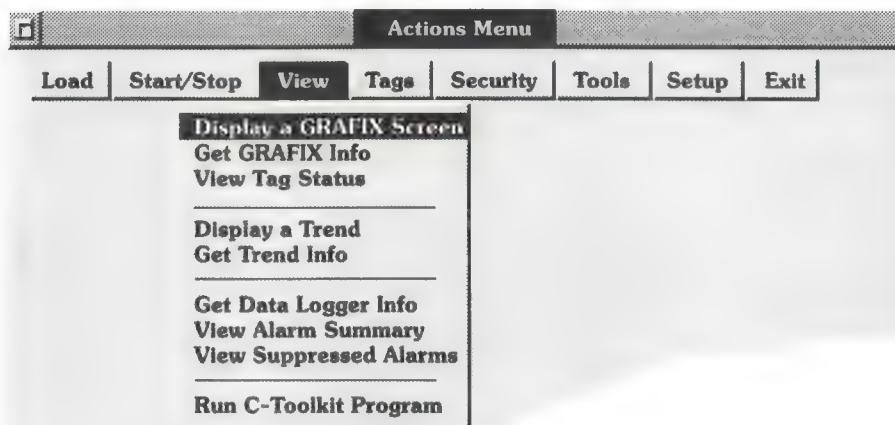 Actions Menu
Load Start/Stop View Tags Security Tools Setup Exit
Display a GRAFIX Screen
Get GRAFIX Info
View Tag Status
Display a Trend
Get Trend Info
Get Data Logger Info
View Alarm Summary
View Suppressed Alarms
Run C-Toolkit Program